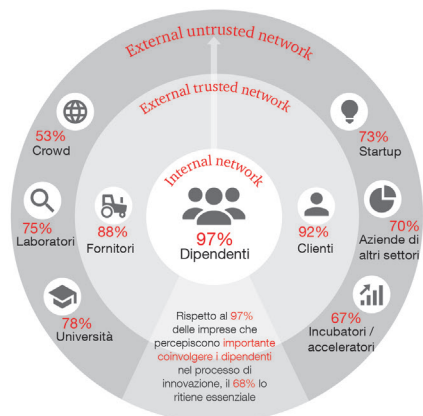 External untrusted network
External trusted network
Internal network
53%
Crowd
73%
Startup
75%
Laboratori
88%
Fornitori
97%
Dipendenti
92%
Clienti
70%
Aziende di
altri settori
78%
Università
67%
Incubatori /
acceleratori
Rispetto al 97%
delle imprese che
percepiscono importante
coinvolgere i dipendenti
nel processo di
innovazione, il 68% lo
ritiene essenziale